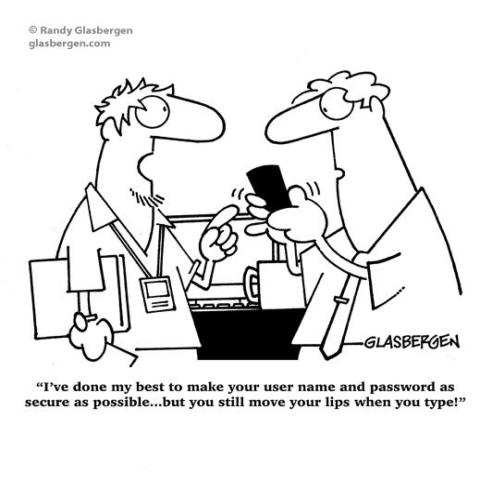 © Randy Glasbergen
glasbergen.com
GLASBERGEN
“I’ve done my best to make your user name and password as
secure as possible...but you still move your lips when you type!”